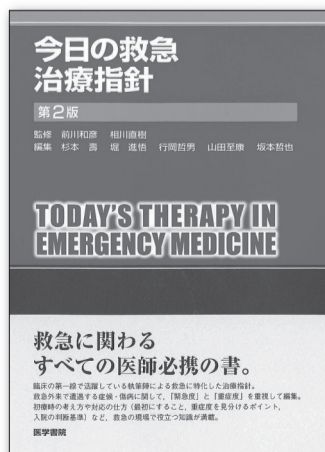 今日の救急
治療指針
第2版
監修 前川和彦 相川直樹
編集 杉本 壽 堀 進悟 行岡哲男 山田至康 坂本哲也
TODAY'S THERAPY IN
EMERGENCY MEDICINE
救急に関わる
すべての医師必携の書。
臨床の第一線で活躍している執筆陣による救急に特化した治療指針。
救急外来で遭遇する症候・傷病に関して、「緊急度」と「重症度」を重視して編集。
初療時の考え方や対応の仕方(最初にすること、重症度を見分けるポイント、
入院の判断基準)など、救急の現場で役立つ知識が満載。
医学書院